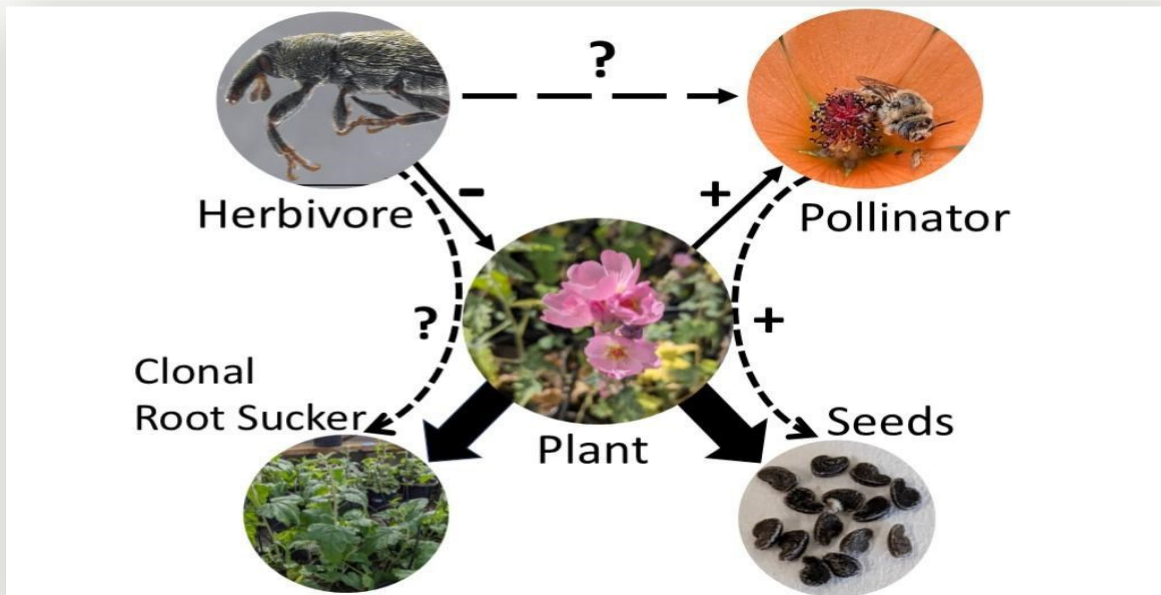 ?
Herbivore
-
+
Pollinator
?
+
Clonal
Root Sucker
Plant
Seeds